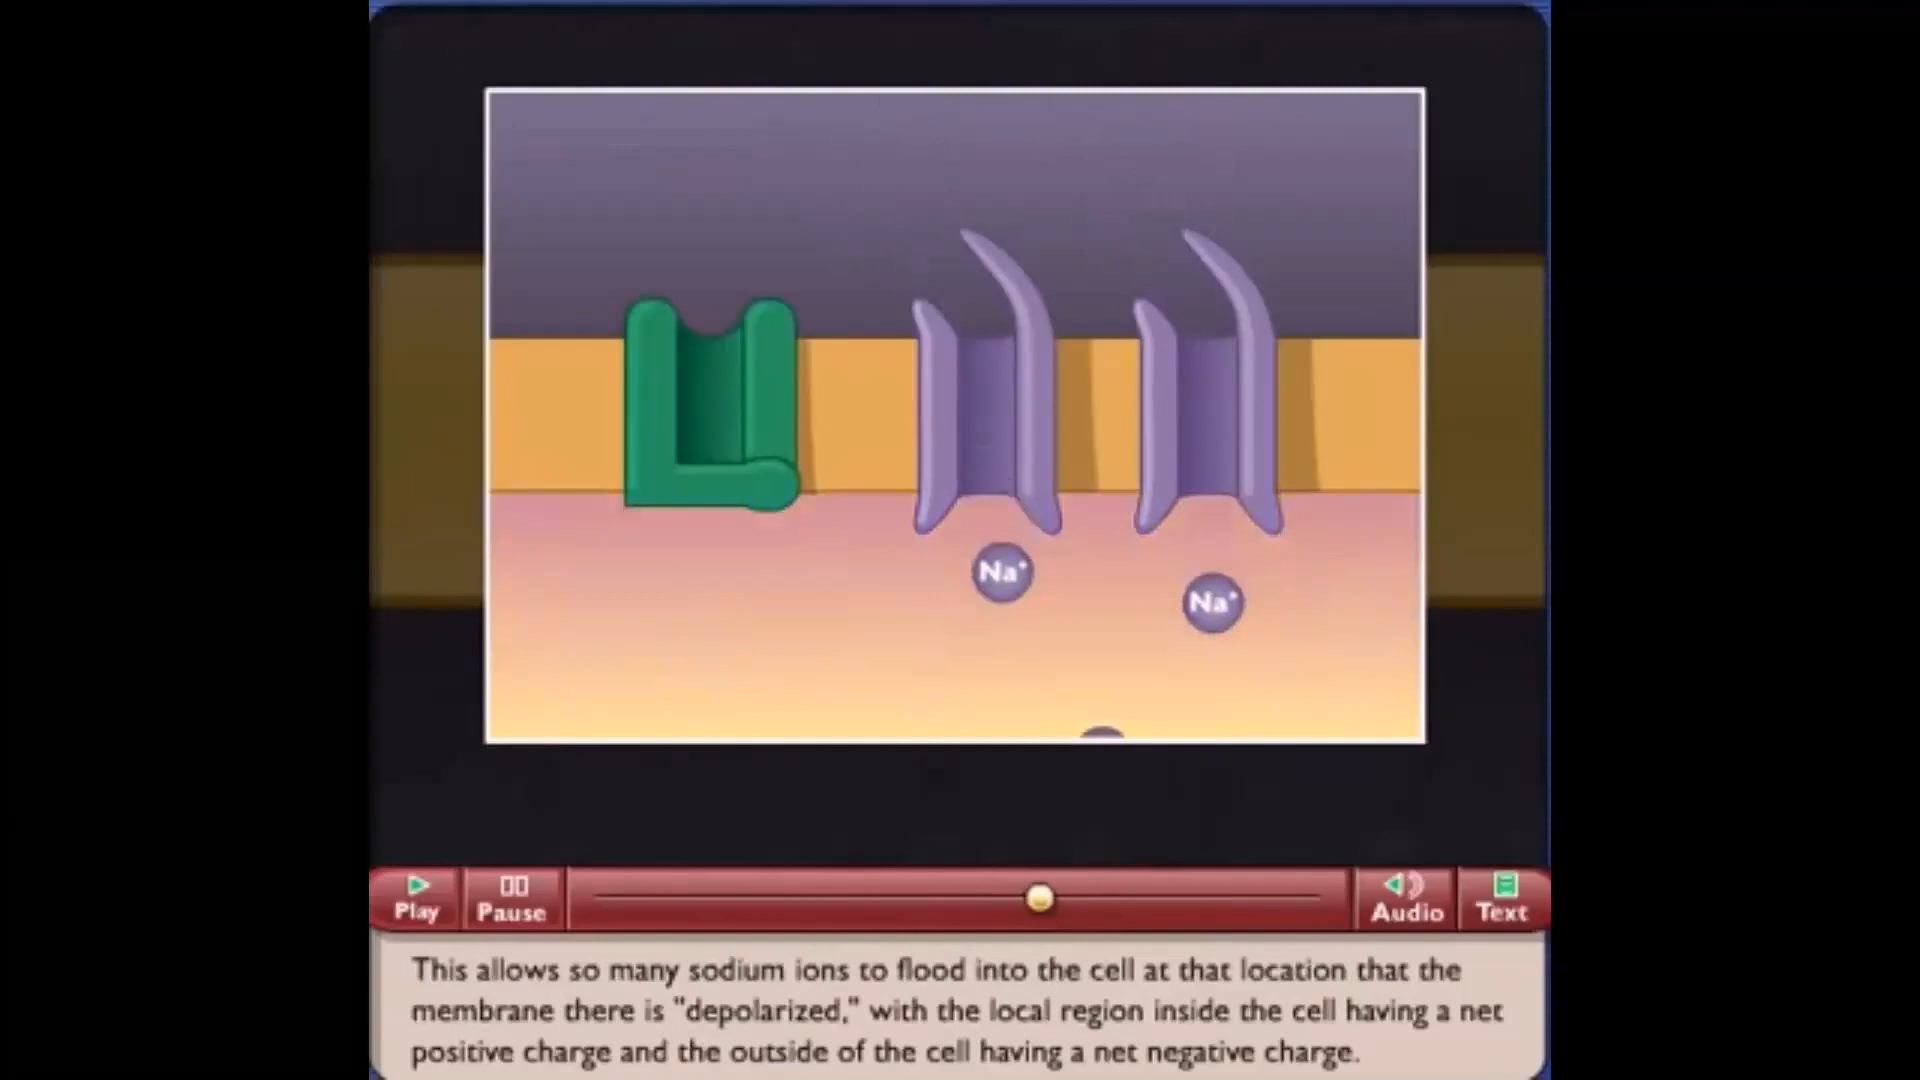 Na+
Na+
Play
Pause
Audio
Text
This allows so many sodium ions to flood into the cell at that location that the
membrane there is "depolarized," with the local region inside the cell having a net
positive charge and the outside of the cell having a net negative charge.